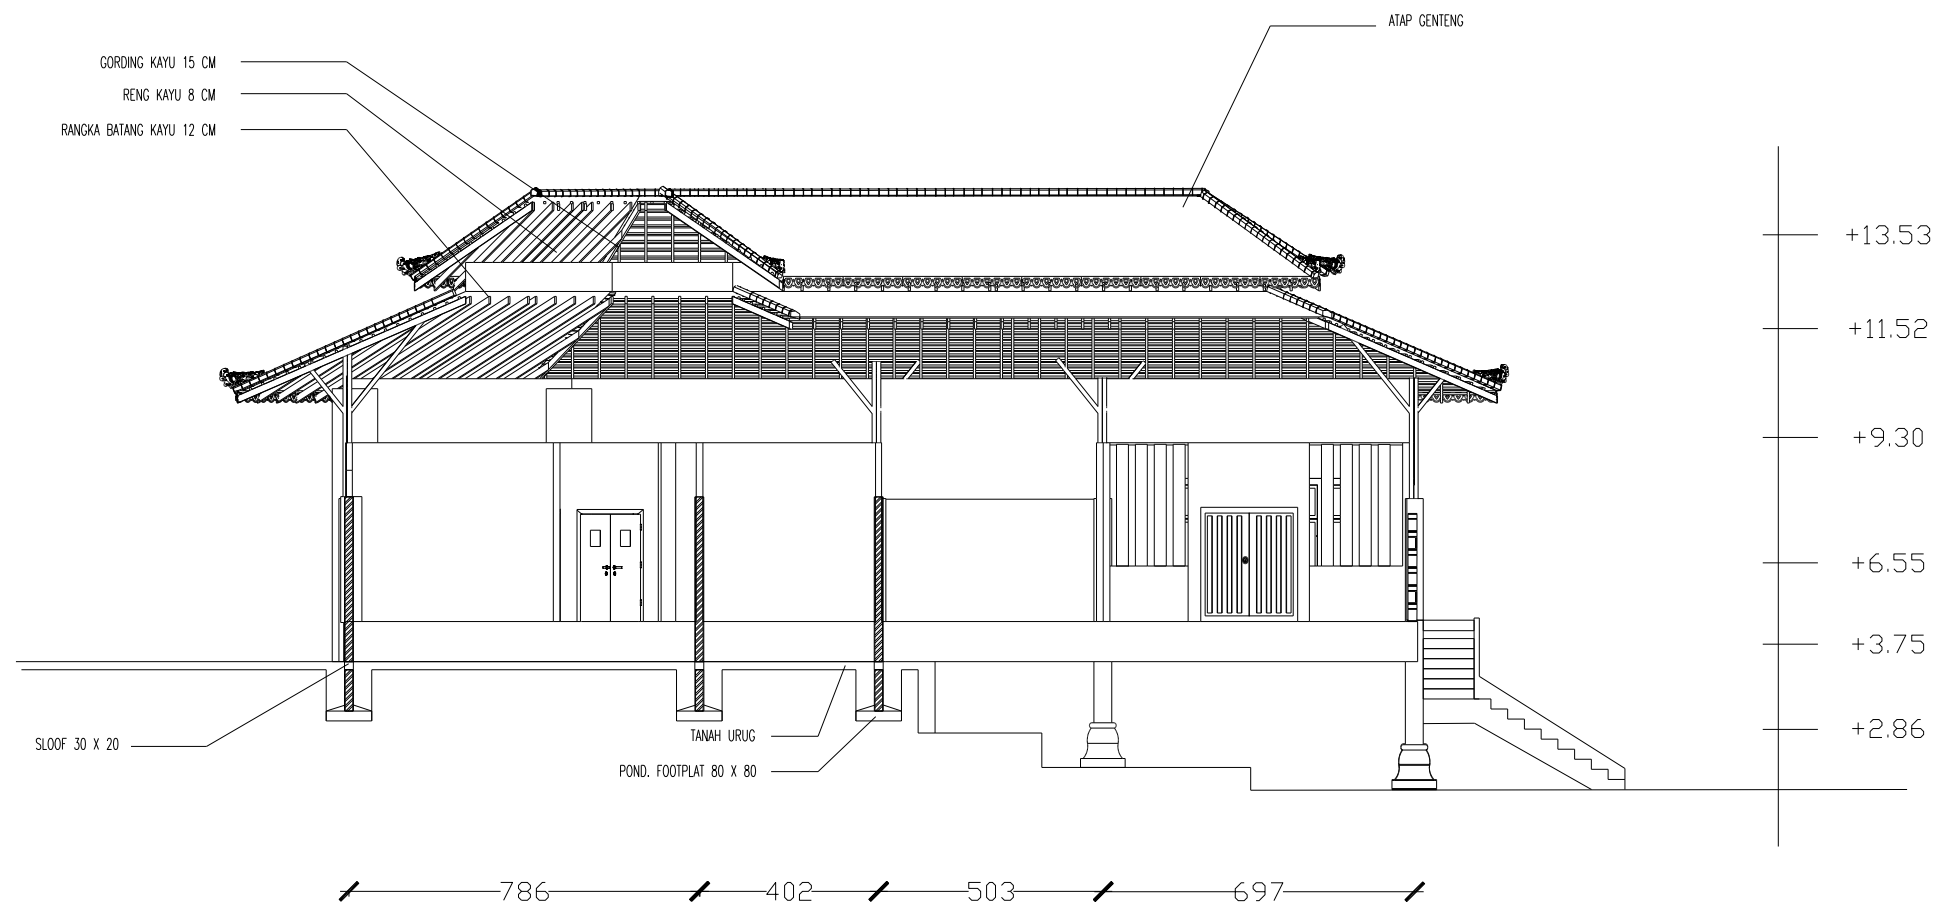 ATAP GENTENG
GORDING KAYU 15 CM
RENG KAYU 8 CM
RANGKA BATANG KAYU 12 CM
+13.53
+11.52
+9.30
+6.55
+3.75
+2.86
SLOOF 30 X 20
TANAH URUG
POND. FOOTPLAT 80 X 80
786
402
503
697